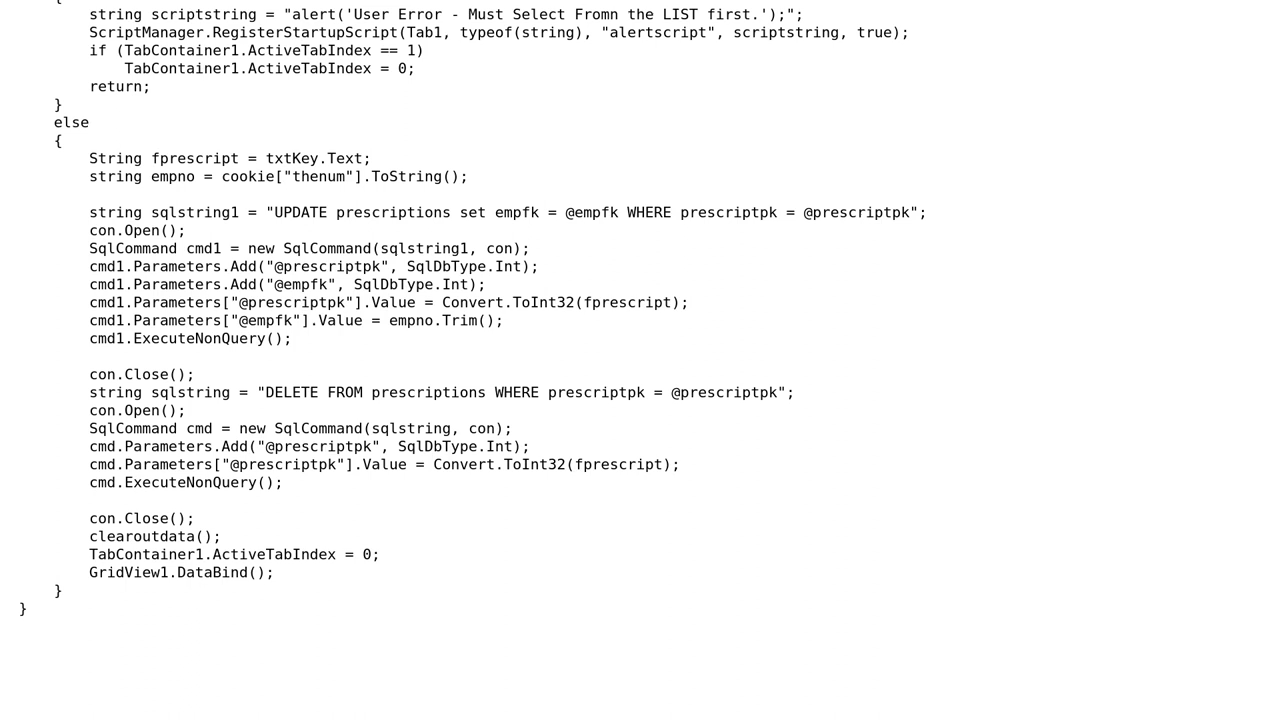 {
string scriptstring = "alert('User Error - Must Select Fromn the LIST first.');";
ScriptManager.RegisterStartupScript(Tab1, typeof(string), "alertscript", scriptstring, true);
if (TabContainer1.ActiveTabIndex == 1)
TabContainer1.ActiveTabIndex = 0;
return;
}
else
{
String fprescript = txtKey.Text;
string empno = cookie["thenum"].ToString();
string sqlstring1 = "UPDATE prescriptions set empfk = @empfk WHERE prescriptpk = @prescriptpk";
con.Open();
SqlCommand cmd1 = new SqlCommand(sqlstring1, con);
cmd1.Parameters.Add("@prescriptpk", SqlDbType.Int);
cmd1.Parameters.Add("@empfk", SqlDbType.Int);
cmd1.Parameters["@prescriptpk"].Value = Convert.ToInt32(fprescript);
cmd1.Parameters["@empfk"].Value = empno.Trim();
cmd1.ExecuteNonQuery();
con.Close();
string sqlstring = "DELETE FROM prescriptions WHERE prescriptpk = @prescriptpk";
con.Open();
SqlCommand cmd = new SqlCommand(sqlstring, con);
cmd.Parameters.Add("@prescriptpk", SqlDbType.Int);
cmd.Parameters["@prescriptpk"].Value = Convert.ToInt32(fprescript);
cmd.ExecuteNonQuery();
con.Close();
clearoutdata();
TabContainer1.ActiveTabIndex = 0;
GridView1.DataBind();
}
}